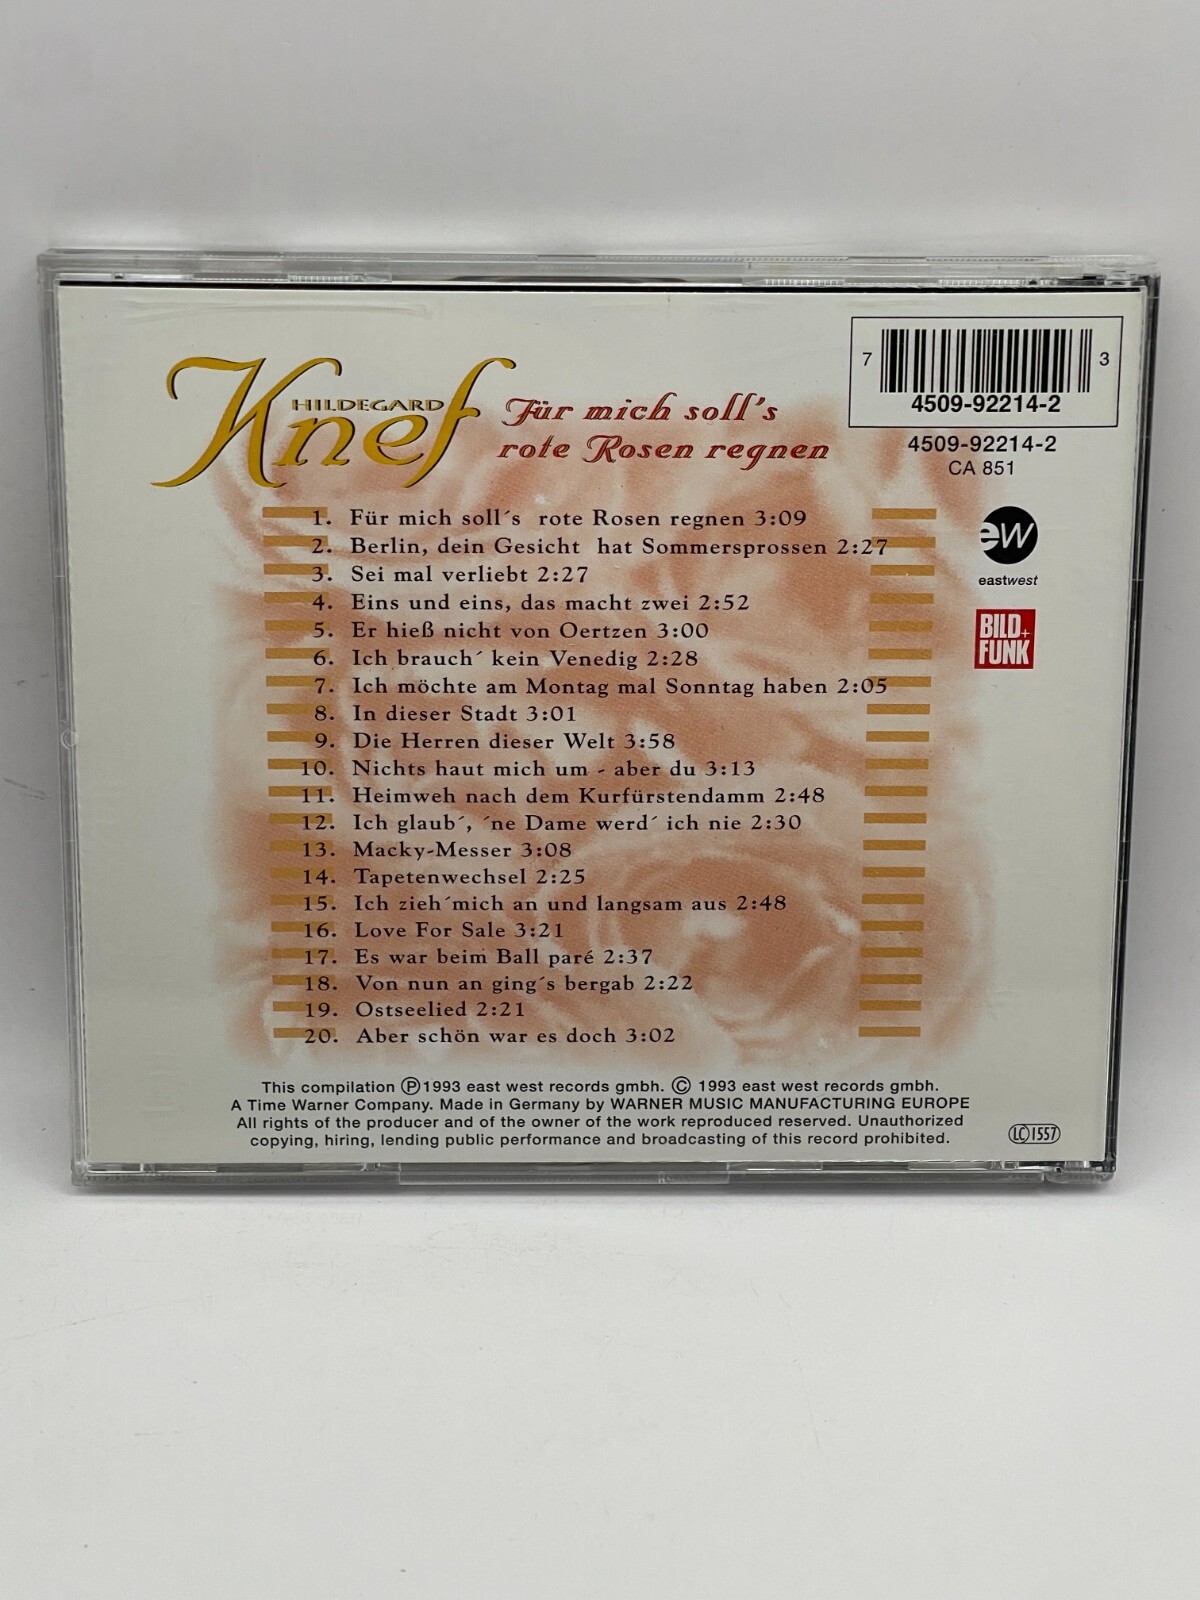 HILDEGARD
Knef
Für mich soll's
rote Rosen regnen
7 3
4509-92214-2
4509-92214-2
CA 851
1. Für mich soll´s rote Rosen regnen 3:09
2. Berlin, dein Gesicht hat Sommersprossen 2:27
3. Sei mal verliebt 2:27
4. Eins und eins, das macht zwei 2:52
5. Er hieß nicht von Oertzen 3:00
6. Ich brauch´ kein Venedig 2:28
7. Ich möchte am Montag mal Sonntag haben 2:05
8. In dieser Stadt 3:01
9. Die Herren dieser Welt 3:58
10. Nichts haut mich um - aber du 3:13
11. Heimweh nach dem Kurfürstendamm 2:48
12. Ich glaub´, ´ne Dame werd´ ich nie 2:30
13. Macky-Messer 3:08
14. Tapetenwechsel 2:25
15. Ich zieh´mich an und langsam aus 2:48
16. Love For Sale 3:21
17. Es war beim Ball paré 2:37
18. Von nun an ging´s bergab 2:22
19. Ostseelied 2:21
20. Aber schön war es doch 3:02
ew
eastwest
BILD+
FUNK
This compilation Ⓟ1993 east west records gmbh. © 1993 east west records gmbh.
A Time Warner Company. Made in Germany by WARNER MUSIC MANUFACTURING EUROPE
All rights of the producer and of the owner of the work reproduced reserved. Unauthorized
copying, hiring, lending public performance and broadcasting of this record prohibited.
LC 1557